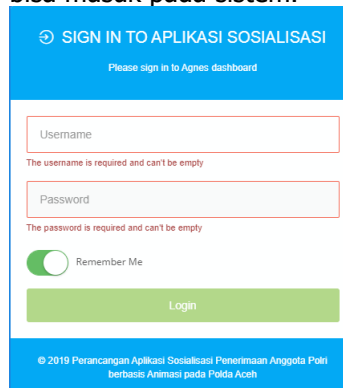 bisa masuk pada sistem.
SIGN IN TO APLIKASI SOSIALISASI
Please sign in to Agnes dashboard
Username
The username is required and can't be empty
Password
The password is required and can't be empty
Remember Me
Login
© 2019 Perancangan Aplikasi Sosialisasi Penerimaan Anggota Polri
berbasis Animasi pada Polda Aceh